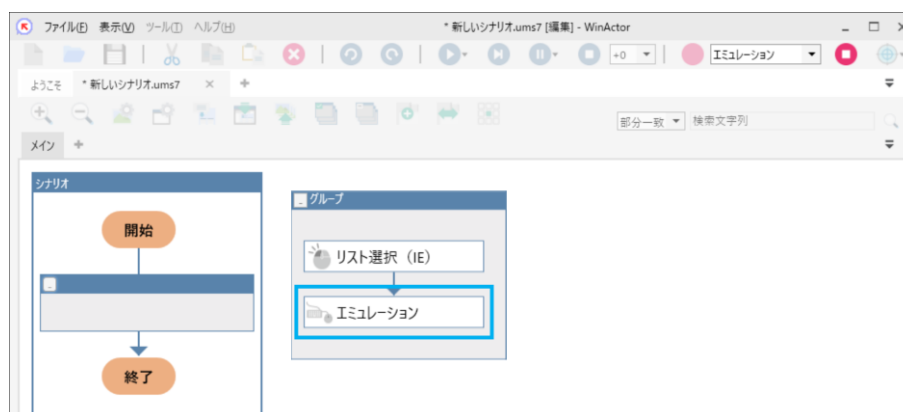 ファイル(F) 表示(V) ツール(T) ヘルプ(H) * 新しいシナリオ.ums7 [編集] - WinActor
+0 エミュレーション
ようこそ * 新しいシナリオ.ums7 × +
部分一致 検索文字列
メイン +
シナリオ
グループ
開始
リスト選択（IE）
エミュレーション
終了